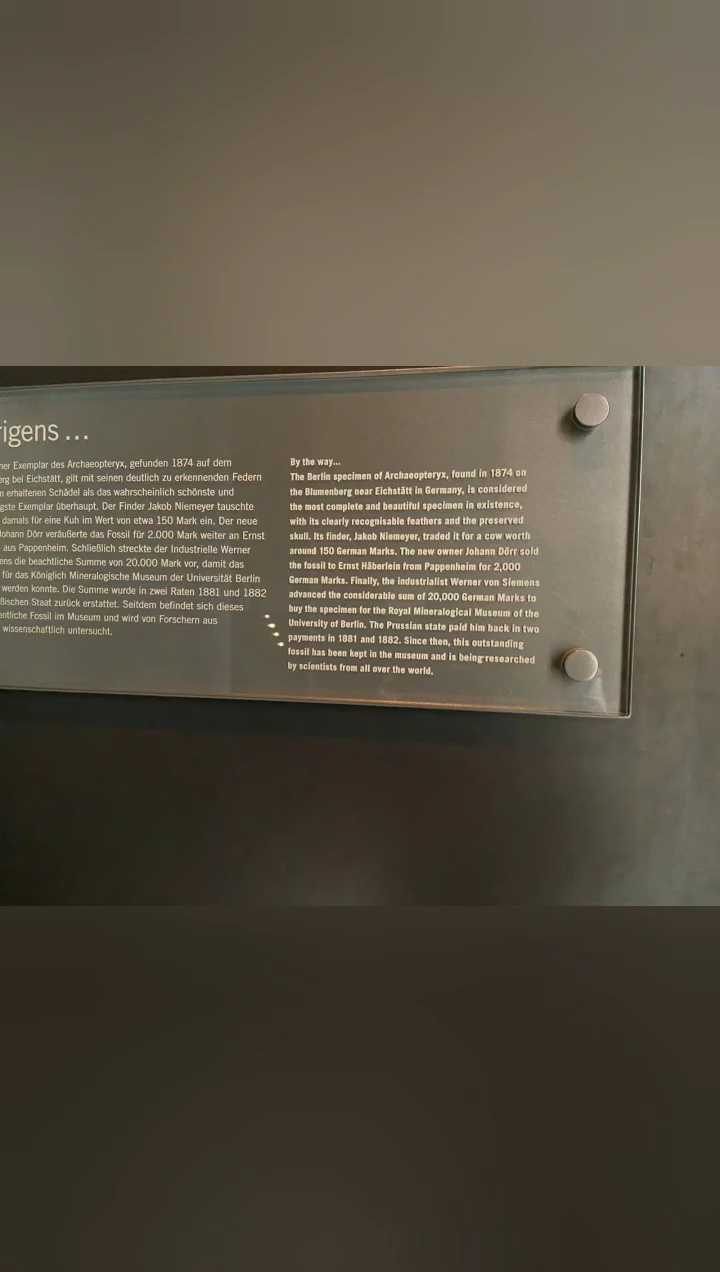 rigens ...
ner Exemplar des Archaeopteryx, gefunden 1874 auf dem
erg bei Eichstätt, gilt mit seinen deutlich zu erkennenden Federn
n erhaltenen Schädel als das wahrscheinlich schönste und
gste Exemplar überhaupt. Der Finder Jakob Niemeyer tauschte
damals für eine Kuh im Wert von etwa 150 Mark ein. Der neue
Johann Dörr veräußerte das Fossil für 2.000 Mark weiter an Ernst
aus Pappenheim. Schließlich streckte der Industrielle Werner
ens die beachtliche Summe von 20.000 Mark vor, damit das
für das Königlich Mineralogische Museum der Universität Berlin
werden konnte. Die Summe wurde in zwei Raten 1881 und 1882
ßischen Staat zurück erstattet. Seitdem befindet sich dieses
entliche Fossil im Museum und wird von Forschern aus
wissenschaftlich untersucht.
By the way...
The Berlin specimen of Archaeopteryx, found in 1874 on
the Blumenberg near Eichstätt in Germany, is considered
the most complete and beautiful specimen in existence,
with its clearly recognisable feathers and the preserved
skull. Its finder, Jakob Niemeyer, traded it for a cow worth
around 150 German Marks. The new owner Johann Dörr sold
the fossil to Ernst Häberlein from Pappenheim for 2,000
German Marks. Finally, the industrialist Werner von Siemens
advanced the considerable sum of 20,000 German Marks to
buy the specimen for the Royal Mineralogical Museum of the
University of Berlin. The Prussian state paid him back in two
payments in 1881 and 1882. Since then, this outstanding
fossil has been kept in the museum and is being researched
by scientists from all over the world.